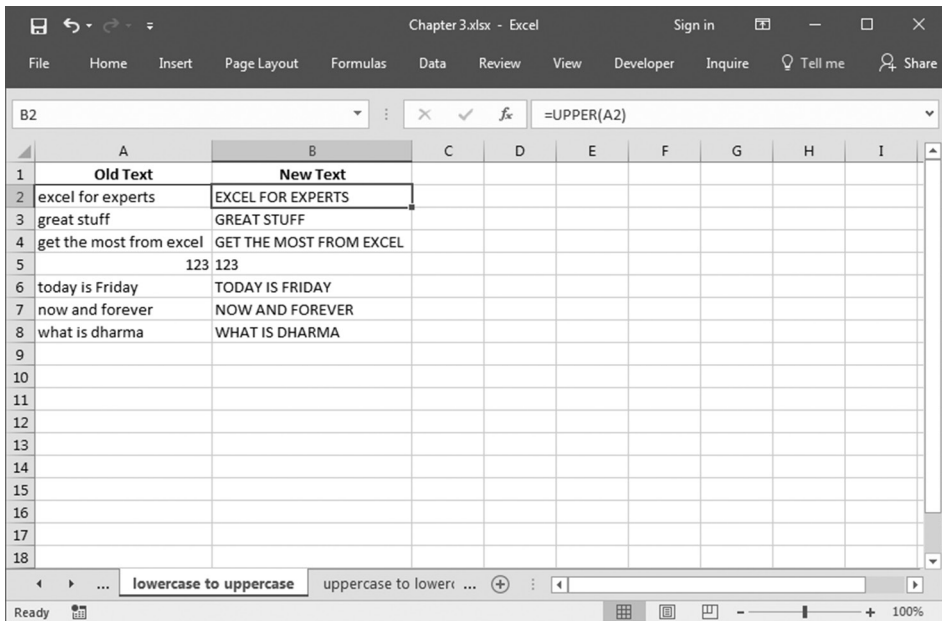 Chapter 3.xlsx - Excel Sign in
File Home Insert Page Layout Formulas Data Review View Developer Inquire Tell me Share
B2 fx =UPPER(A2)
A B C D E F G H I
1 Old Text New Text
2 excel for experts EXCEL FOR EXPERTS
3 great stuff GREAT STUFF
4 get the most from excel GET THE MOST FROM EXCEL
5 123 123
6 today is Friday TODAY IS FRIDAY
7 now and forever NOW AND FOREVER
8 what is dharma WHAT IS DHARMA
9
10
11
12
13
14
15
16
17
18
... lowercase to uppercase uppercase to lowerc ...
Ready 100%